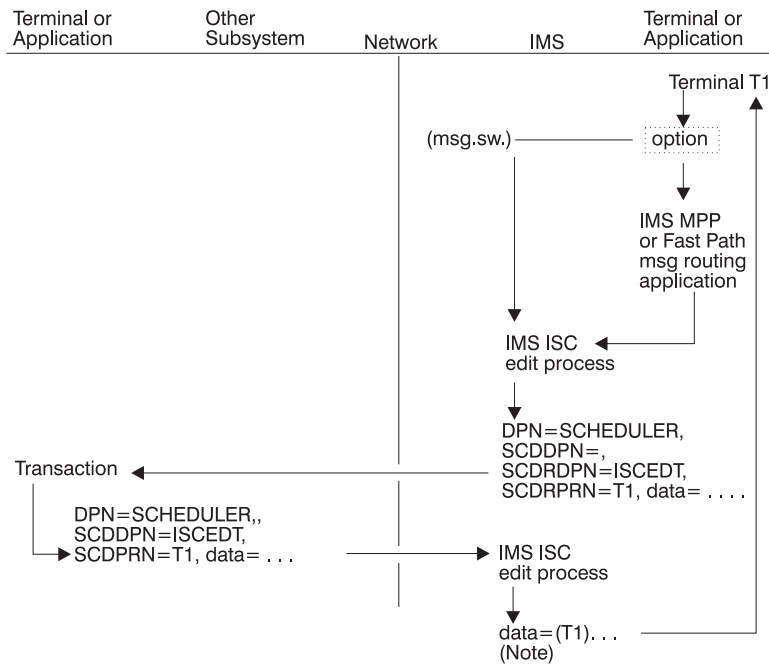 Terminal or
Application
Other
Subsystem
Network
IMS
Terminal or
Application
Terminal T1
(msg.sw.)
option
IMS MPP
or Fast Path
msg routing
application
IMS ISC
edit process
DPN=SCHEDULER,
SCDDPN=,
SCDRDPN=ISCEDT,
SCDRPRN=T1, data= . . . .
Transaction
DPN=SCHEDULER,,
SCDDPN=ISCEDT,
SCDPRN=T1, data= . . .
IMS ISC
edit process
data=(T1). . .
(Note)